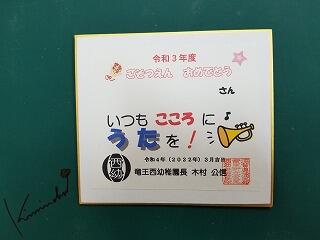 令和3年度
ごそつえん おめでとう
さん
いつも こころ に
うた を!
西幼
令和4年(2022年)3月吉日
竜王西幼稚園長 木村 公信